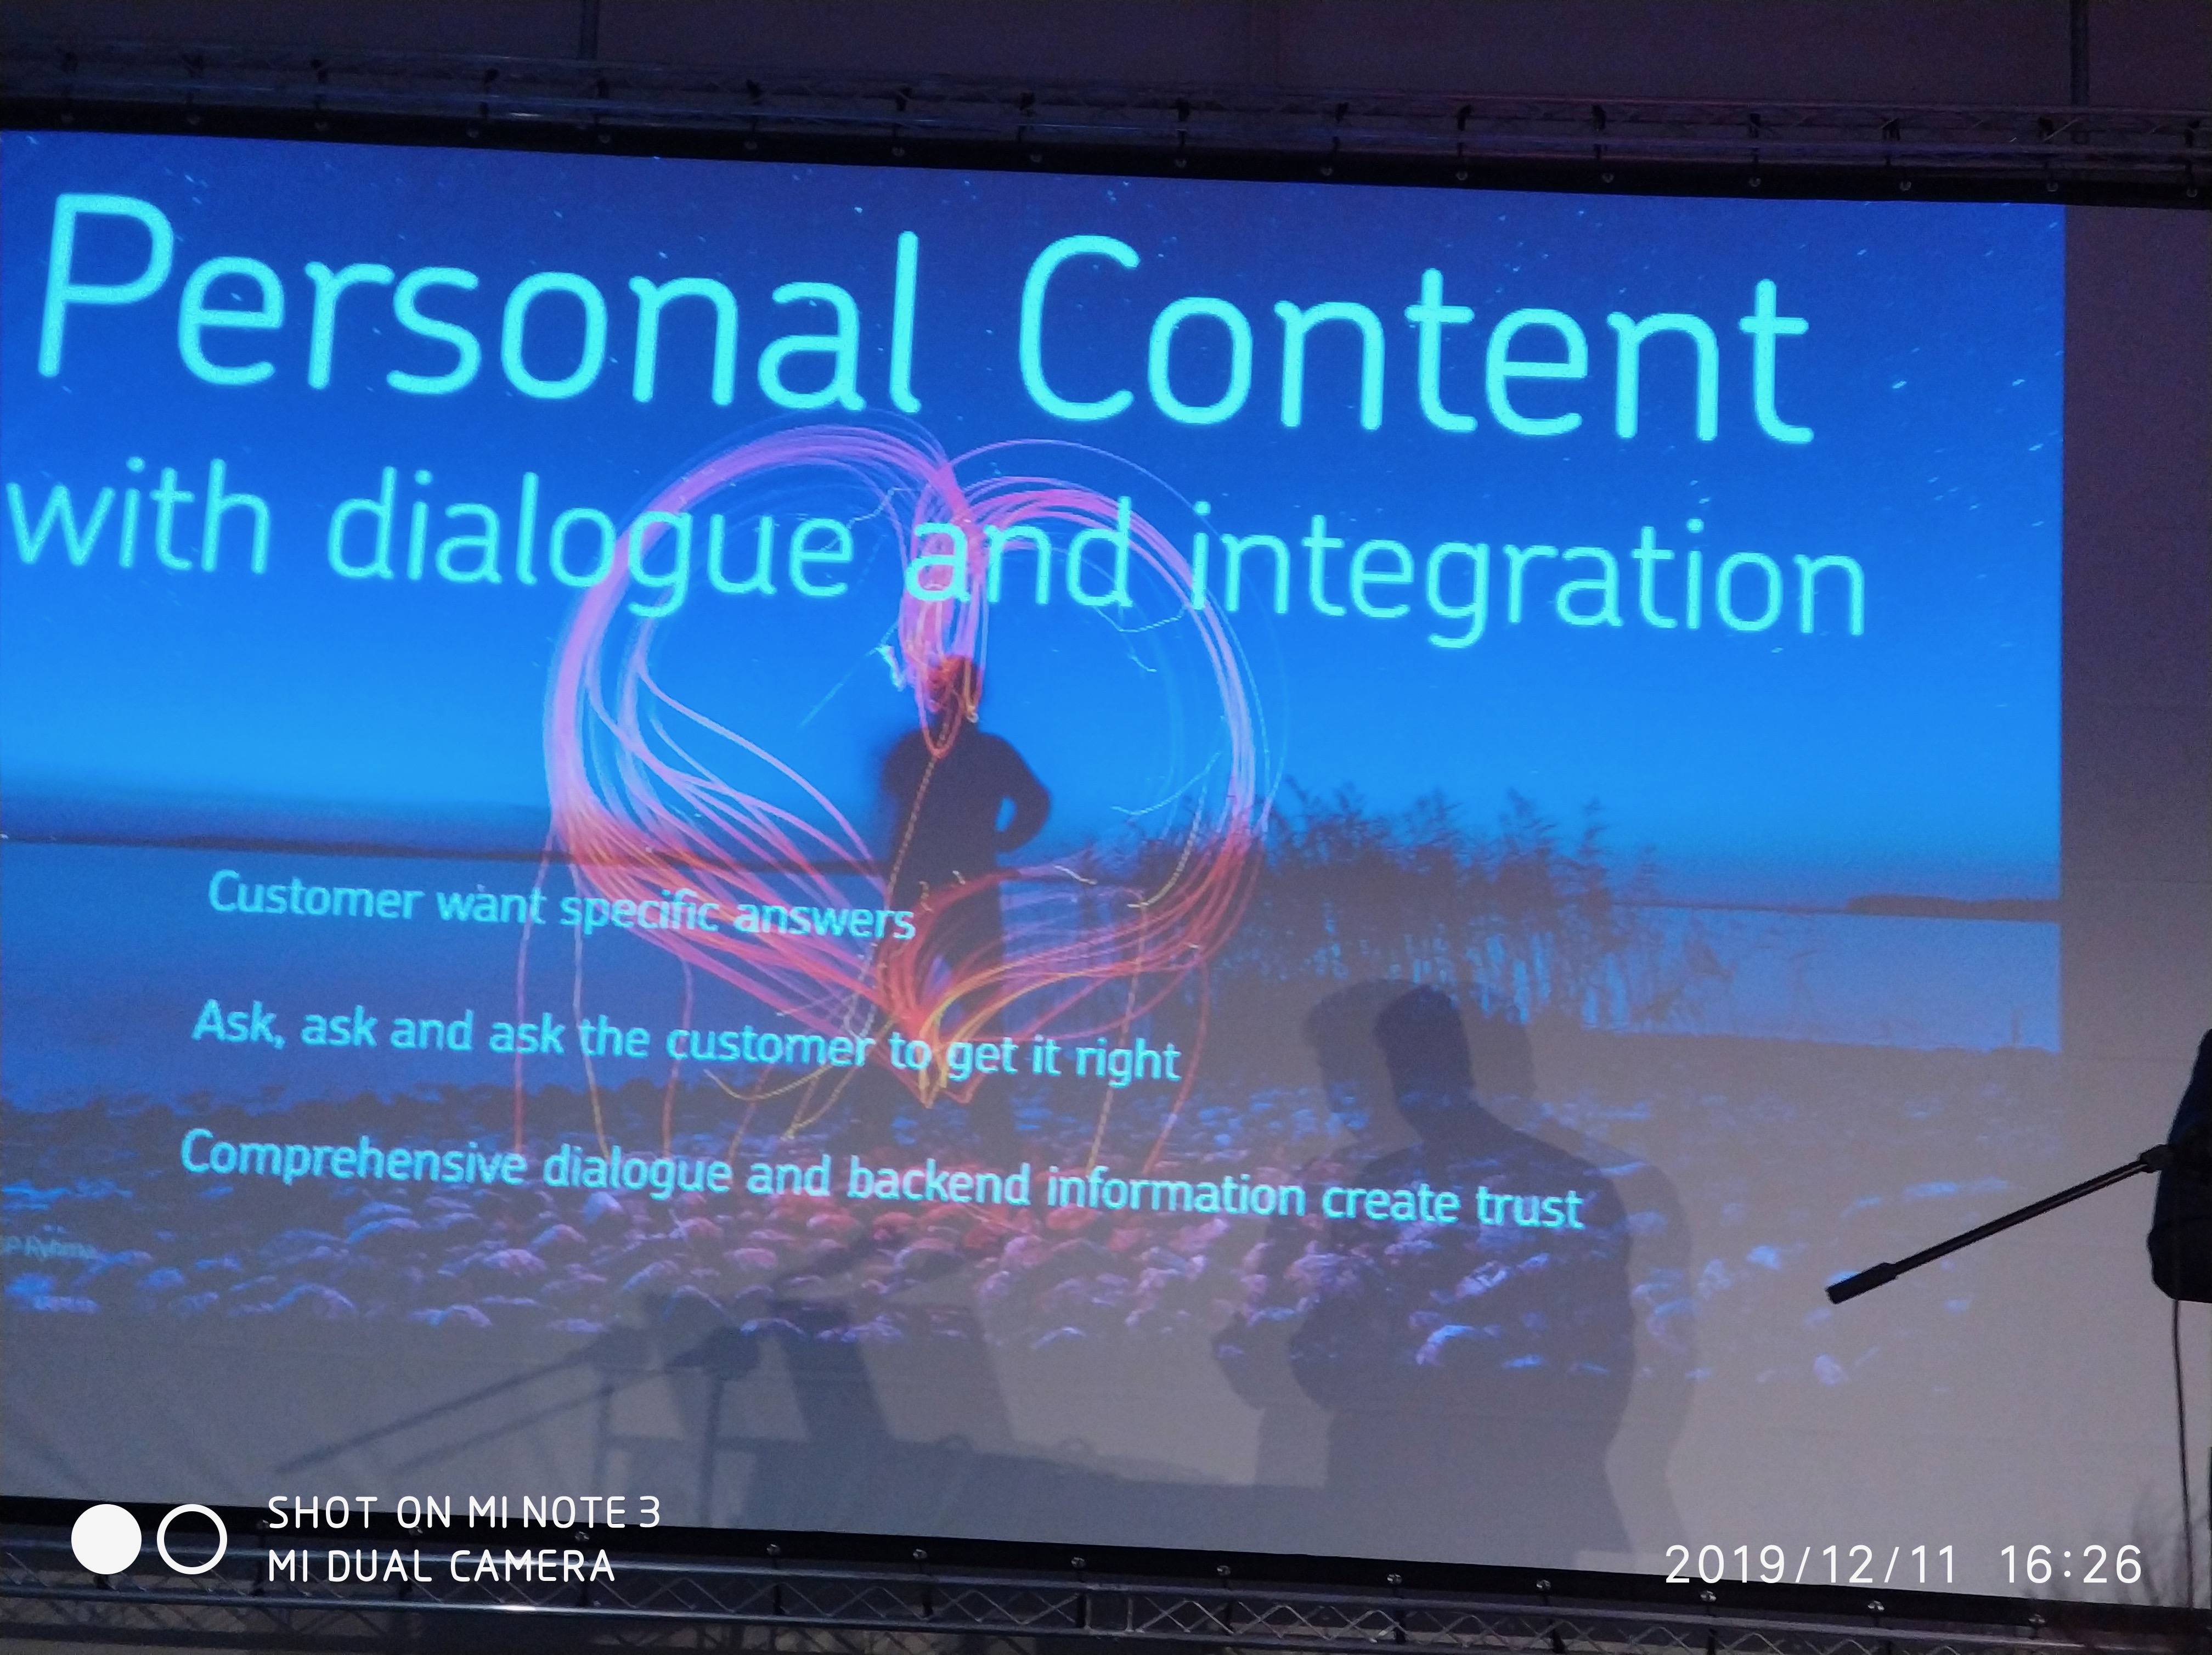 Personal Content
with dialogue and integration
Customer want specific answers
Ask, ask and ask the customer to get it right
Comprehensive dialogue and backend information create trust
SHOT ON MI NOTE 3
MI DUAL CAMERA
2019/12/11 16:26